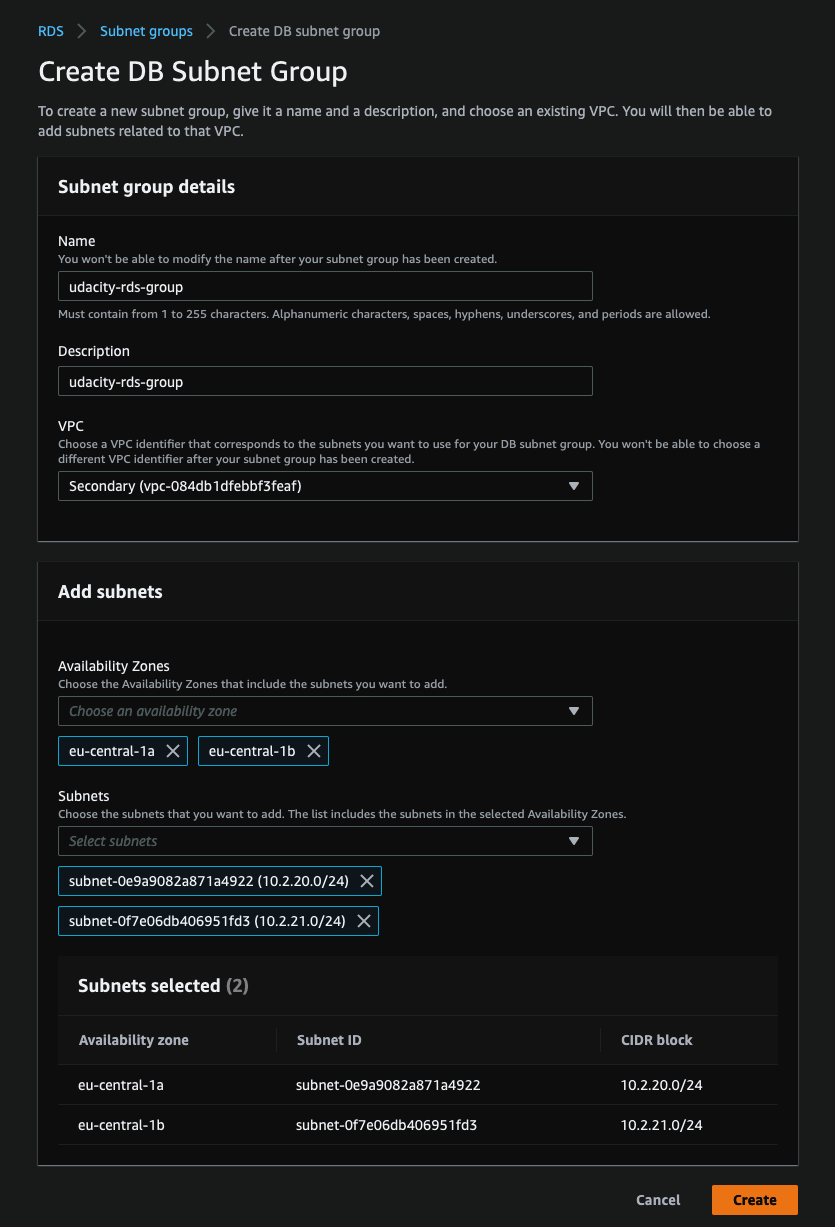 RDS > Subnet groups > Create DB subnet group
Create DB Subnet Group
To create a new subnet group, give it a name and a description, and choose an existing VPC. You will then be able to
add subnets related to that VPC.
Subnet group details
Name
You won't be able to modify the name after your subnet group has been created.
udacity-rds-group
Must contain from 1 to 255 characters. Alphanumeric characters, spaces, hyphens, underscores, and periods are allowed.
Description
udacity-rds-group
VPC
Choose a VPC identifier that corresponds to the subnets you want to use for your DB subnet group. You won't be able to choose a
different VPC identifier after your subnet group has been created.
Secondary (vpc-084db1dfebbf3feaf)
Add subnets
Availability Zones
Choose the Availability Zones that include the subnets you want to add.
Choose an availability zone
eu-central-1a eu-central-1b
Subnets
Choose the subnets that you want to add. The list includes the subnets in the selected Availability Zones.
Select subnets
subnet-0e9a9082a871a4922 (10.2.20.0/24)
subnet-0f7e06db406951fd3 (10.2.21.0/24)
Subnets selected (2)
Availability zone Subnet ID CIDR block
eu-central-1a subnet-0e9a9082a871a4922 10.2.20.0/24
eu-central-1b subnet-0f7e06db406951fd3 10.2.21.0/24
Cancel Create